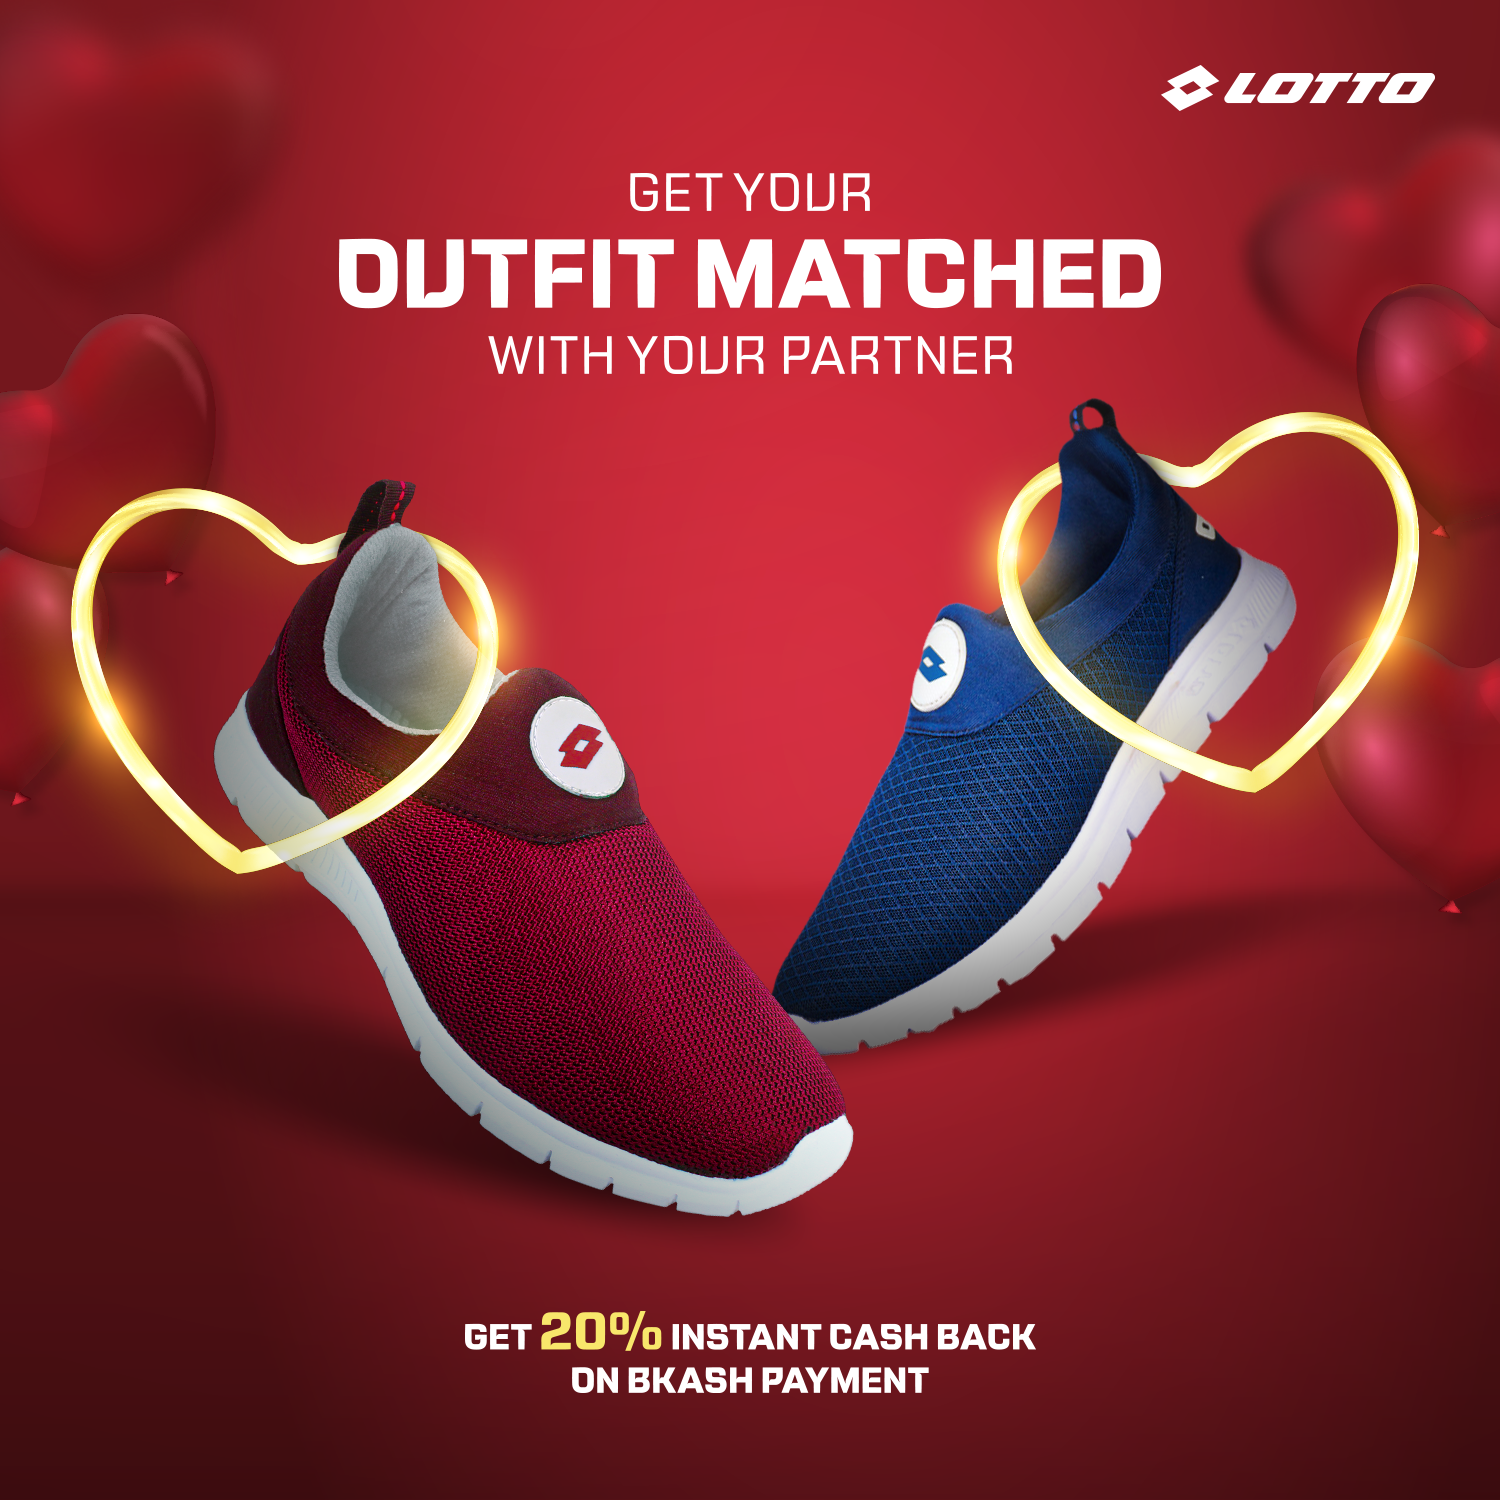 LOTTO
GET YOUR
OUTFIT MATCHED
WITH YOUR PARTNER
GET 20% INSTANT CASH BACK
ON BKASH PAYMENT